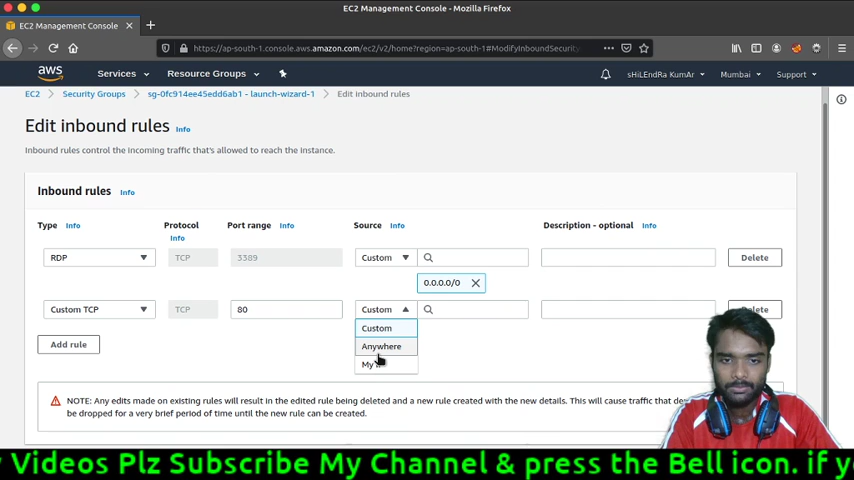 EC2 Management Console - Mozilla Firefox
EC2 Management Console
https://ap-south-1.console.aws.amazon.com/ec2/v2/home?region=ap-south-1#ModifyInboundSecurity
aws Services Resource Groups sHiLEndRa KumAr Mumbai Support
EC2 Security Groups sg-0fc914ee45edd6ab1 - launch-wizard-1 Edit inbound rules
Edit inbound rules Info
Inbound rules control the incoming traffic that's allowed to reach the instance.
Inbound rules Info
Type Info Protocol Info Port range Info Source Info Description - optional Info
RDP TCP 3389 Custom Delete
0.0.0.0/0
Custom TCP TCP 80 Custom Delete
Custom
Add rule
Anywhere
My
NOTE: Any edits made on existing rules will result in the edited rule being deleted and a new rule created with the new details. This will cause traffic that de
be dropped for a very brief period of time until the new rule can be created.
Videos Plz Subscribe My Channel & press the Bell icon. if yo